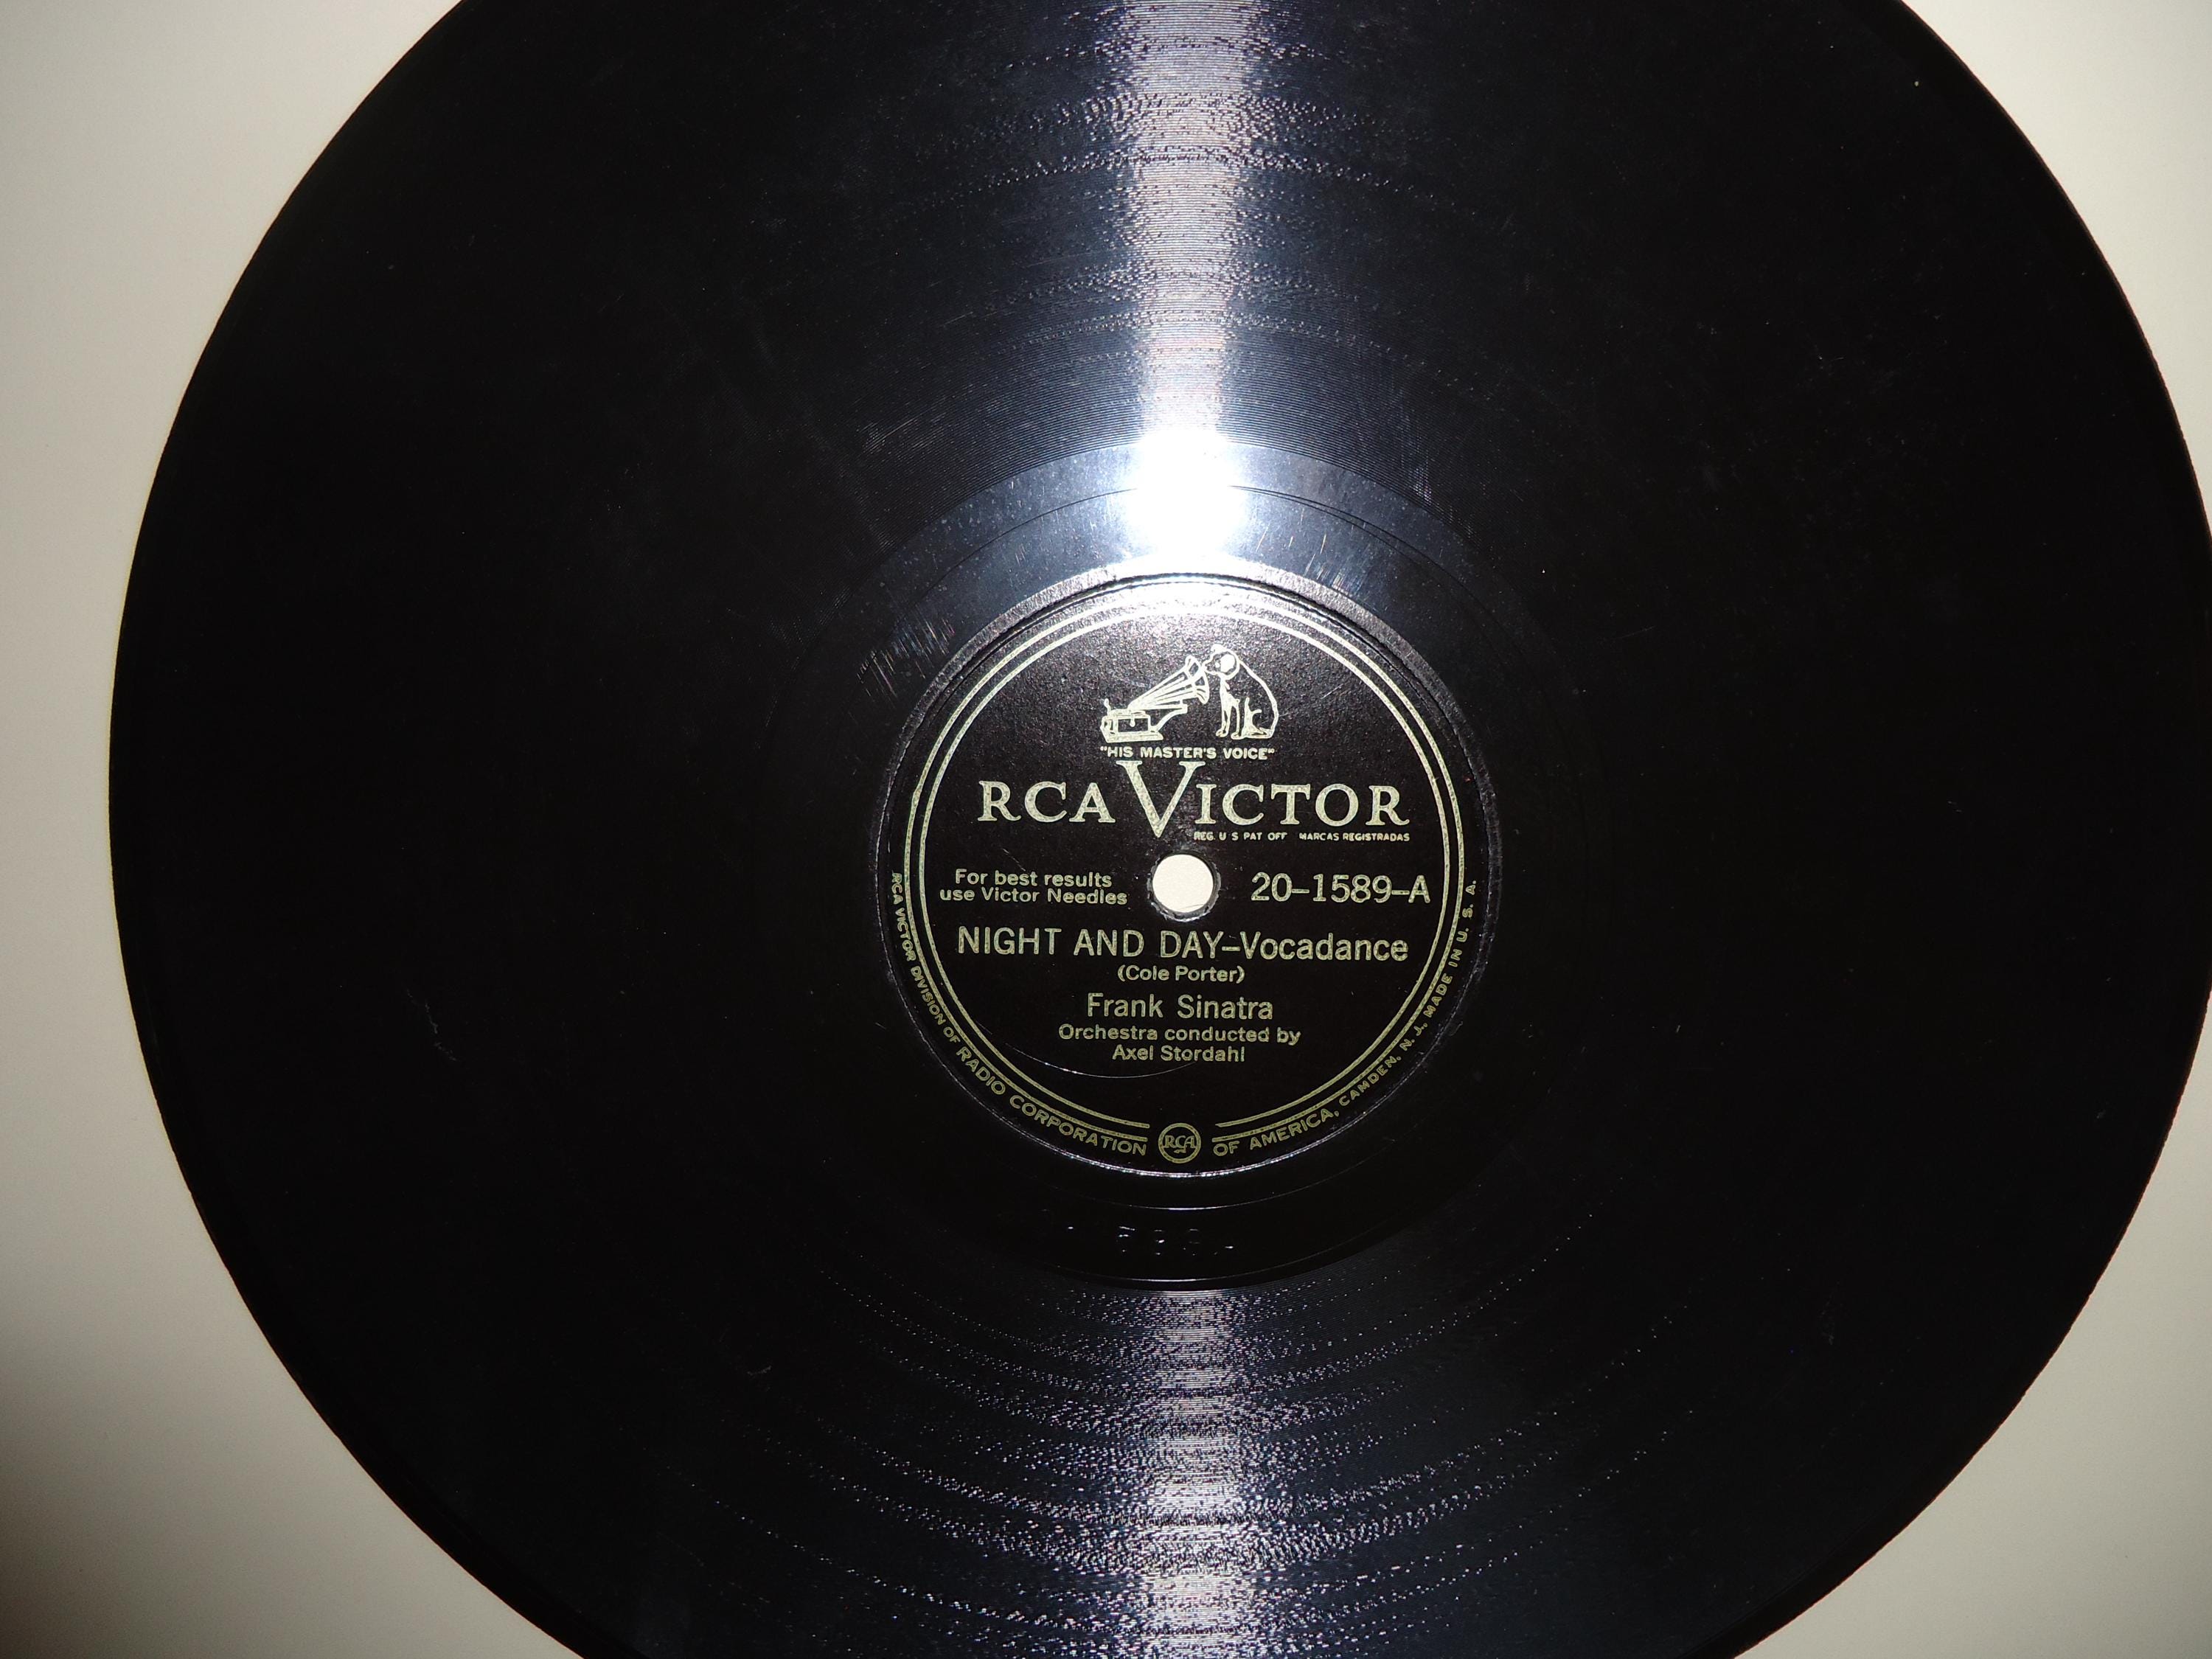 "HIS MASTER'S VOICE"
RCA VICTOR
REG. U S PAT OFF MARCAS REGISTRADAS
For best results
use Victor Needles
20–1589–A
NIGHT AND DAY–Vocadance
(Cole Porter)
Frank Sinatra
Orchestra conducted by
Axel Stordahl
RCA VICTOR DIVISION OF RADIO CORPORATION OF AMERICA, CAMDEN, N. J., MADE IN U. S. A.
RCA